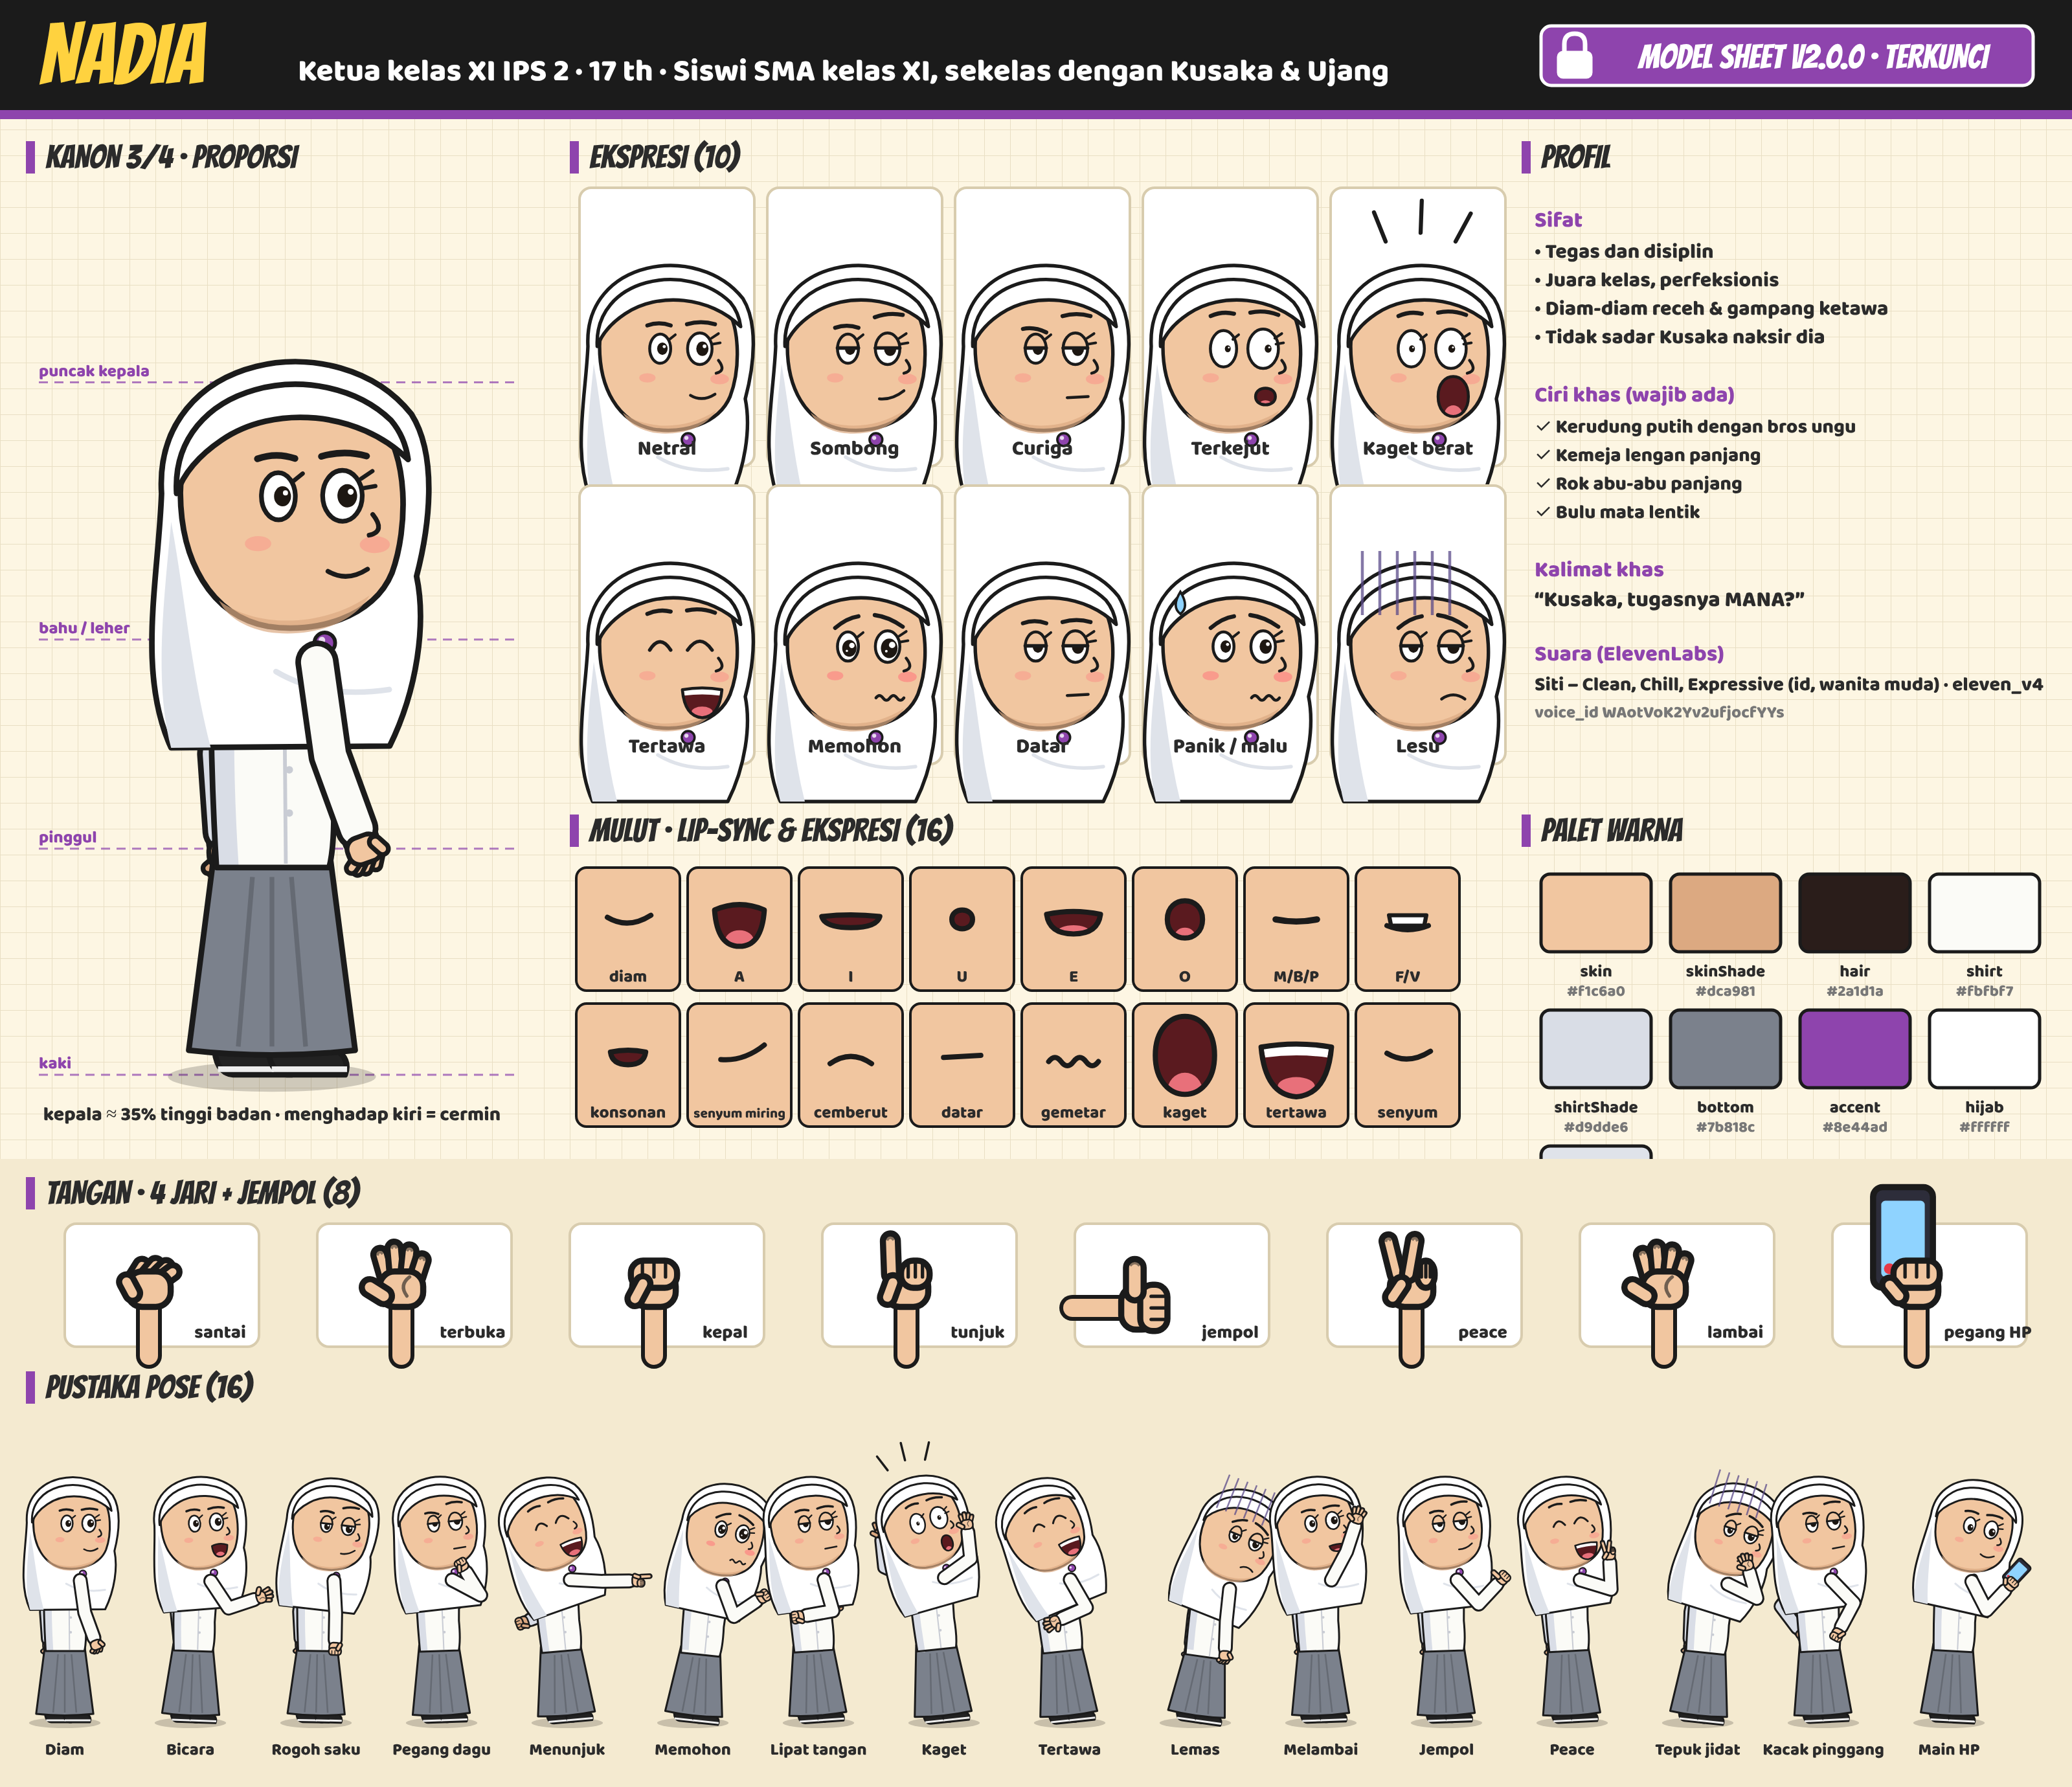 NADIA
Ketua kelas XI IPS 2 · 17 th · Siswi SMA kelas XI, sekelas dengan Kusaka & Ujang
MODEL SHEET V2.0.0 · TERKUNCI
KANON 3/4 · PROPORSI
puncak kepala
bahu / leher
pinggul
kaki
kepala ≈ 35% tinggi badan · menghadap kiri = cermin
EKSPRESI (10)
Netral
Sombong
Curiga
Terkejut
Kaget berat
Tertawa
Memohon
Datar
Panik / malu
Lesu
MULUT · LIP-SYNC & EKSPRESI (16)
diam
A
I
U
E
O
M/B/P
F/V
konsonan
senyum miring
cemberut
datar
gemetar
kaget
tertawa
senyum
PROFIL
Sifat
• Tegas dan disiplin
• Juara kelas, perfeksionis
• Diam-diam receh & gampang ketawa
• Tidak sadar Kusaka naksir dia
Ciri khas (wajib ada)
✓ Kerudung putih dengan bros ungu
✓ Kemeja lengan panjang
✓ Rok abu-abu panjang
✓ Bulu mata lentik
Kalimat khas
“Kusaka, tugasnya MANA?”
Suara (ElevenLabs)
Siti – Clean, Chill, Expressive (id, wanita muda) · eleven_v4
voice_id WAotVoK2Yv2ufjocfYYs
PALET WARNA
skin
#f1c6a0
skinShade
#dca981
hair
#2a1d1a
shirt
#fbfbf7
shirtShade
#d9dde6
bottom
#7b818c
accent
#8e44ad
hijab
#ffffff
TANGAN · 4 JARI + JEMPOL (8)
santai
terbuka
kepal
tunjuk
jempol
peace
lambai
pegang HP
PUSTAKA POSE (16)
Diam
Bicara
Rogoh saku
Pegang dagu
Menunjuk
Memohon
Lipat tangan
Kaget
Tertawa
Lemas
Melambai
Jempol
Peace
Tepuk jidat
Kacak pinggang
Main HP